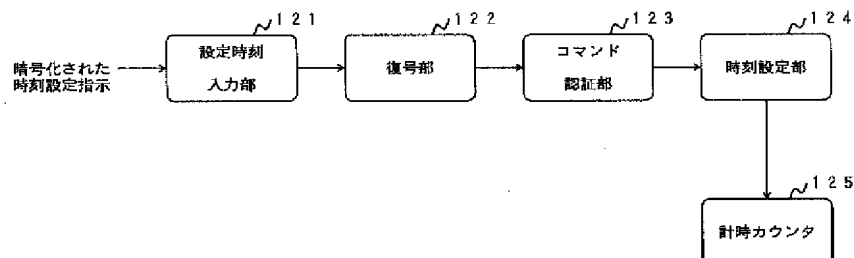 121
122
123
124
暗号化された
時刻設定指示
設定時刻
入力部
復号部
コマンド
認証部
時刻設定部
125
計時カウンタ